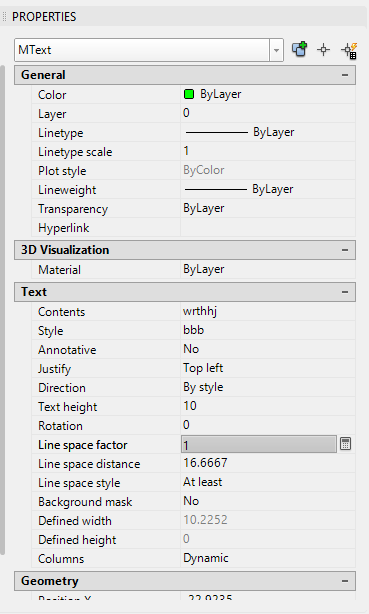 PROPERTIES
MText
General
Color ByLayer
Layer 0
Linetype ByLayer
Linetype scale 1
Plot style ByColor
Lineweight ByLayer
Transparency ByLayer
Hyperlink
3D Visualization
Material ByLayer
Text
Contents wrthhj
Style bbb
Annotative No
Justify Top left
Direction By style
Text height 10
Rotation 0
Line space factor 1
Line space distance 16.6667
Line space style At least
Background mask No
Defined width 10.2252
Defined height 0
Columns Dynamic
Geometry
Position X -22.9235